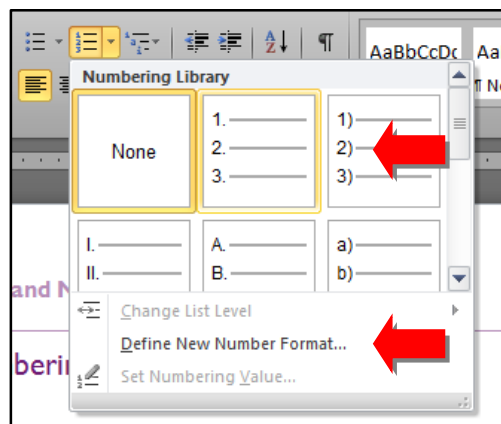 AaBbCcDc Aa
¶ No
Numbering Library
None
1.
2.
3.
1)
2)
3)
I.
II.
A.
B.
a)
b)
and N
Change List Level
Define New Number Format...
Set Numbering Value...
berin